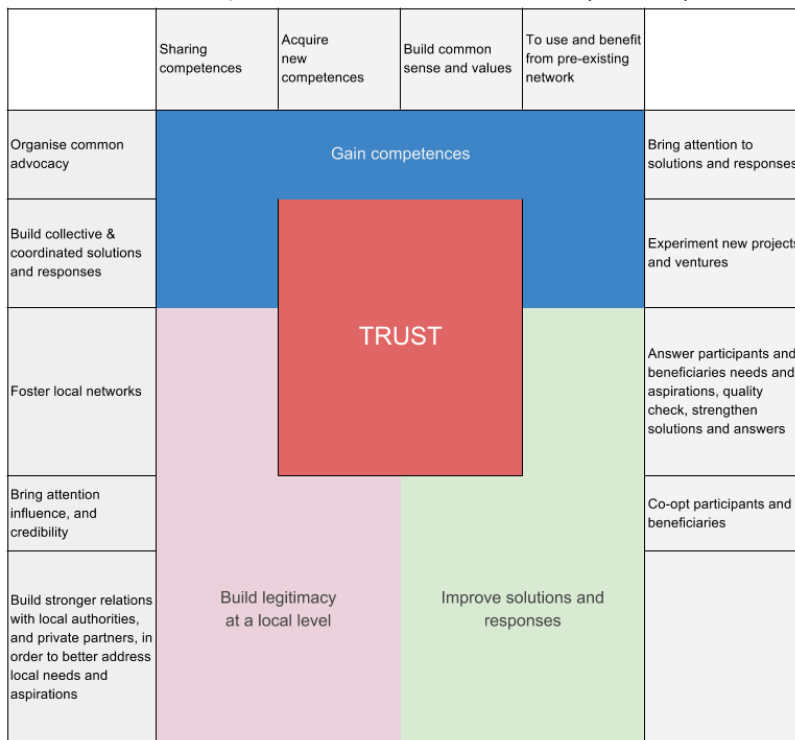 Sharing
competences
Acquire
new
competences
Build common
sense and values
To use and benefit
from pre-existing
network
Organise common
advocacy
Gain competences
Bring attention to
solutions and responses
Build collective &
coordinated solutions
and responses
Experiment new projects
and ventures
TRUST
Foster local networks
Answer participants and
beneficiaries needs and
aspirations, quality
check, strengthen
solutions and answers
Bring attention
influence, and
credibility
Co-opt participants and
beneficiaries
Build stronger relations
with local authorities,
and private partners, in
order to better address
local needs and
aspirations
Build legitimacy
at a local level
Improve solutions and
responses